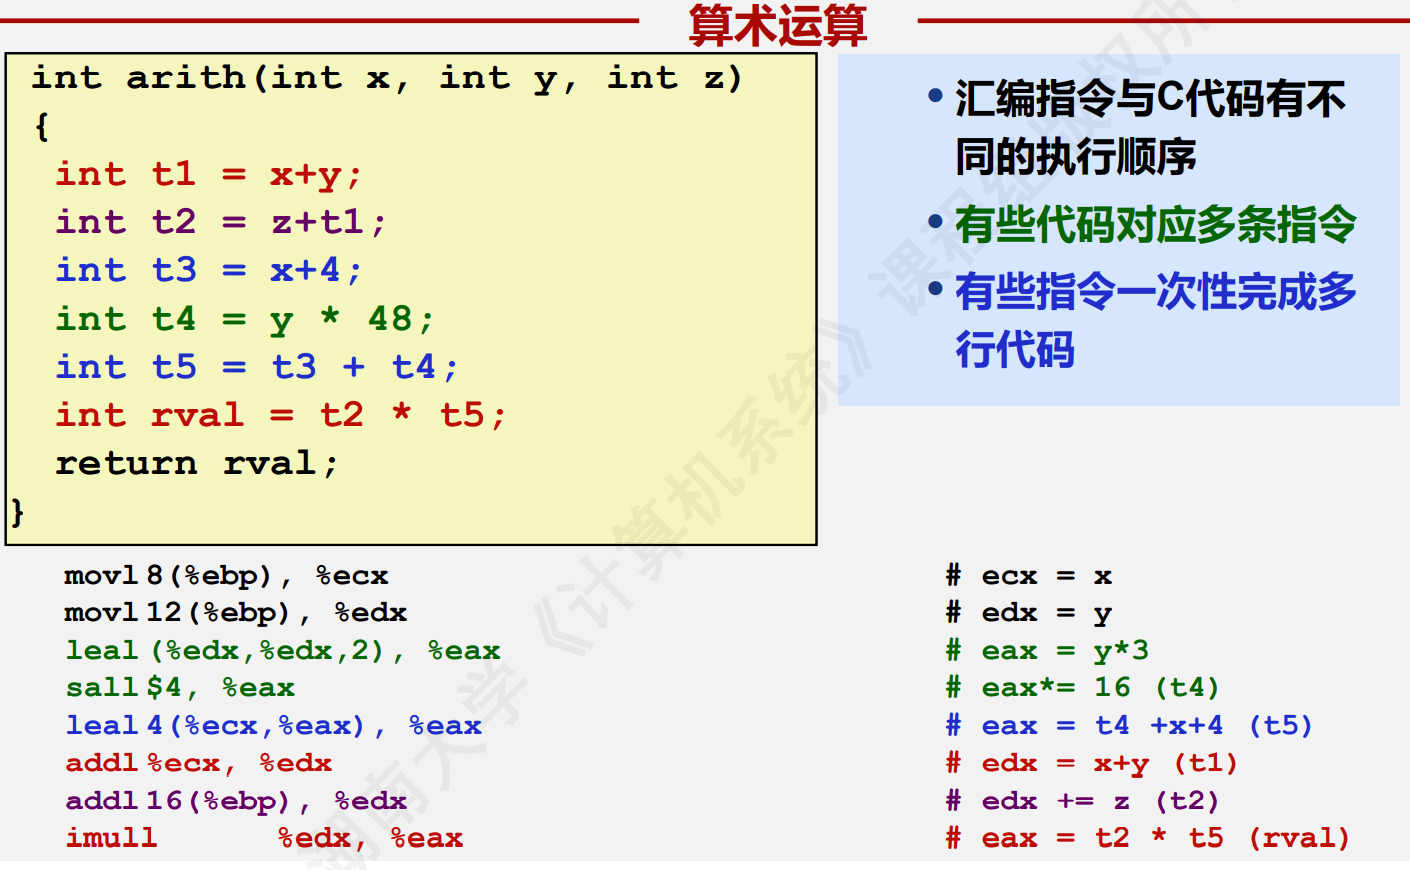 算术运算
int arith(int x, int y, int z)
{
int t1 = x+y;
int t2 = z+t1;
int t3 = x+4;
int t4 = y * 48;
int t5 = t3 + t4;
int rval = t2 * t5;
return rval;
}
• 汇编指令与C代码有不
同的执行顺序
• 有些代码对应多条指令
• 有些指令一次性完成多
行代码
movl 8(%ebp), %ecx # ecx = x
movl 12(%ebp), %edx # edx = y
leal (%edx,%edx,2), %eax # eax = y*3
sall $4, %eax # eax*= 16 (t4)
leal 4(%ecx,%eax), %eax # eax = t4 +x+4 (t5)
addl %ecx, %edx # edx = x+y (t1)
addl 16(%ebp), %edx # edx += z (t2)
imull %edx, %eax # eax = t2 * t5 (rval)
湖南大学《计算机系统》课程组版权所